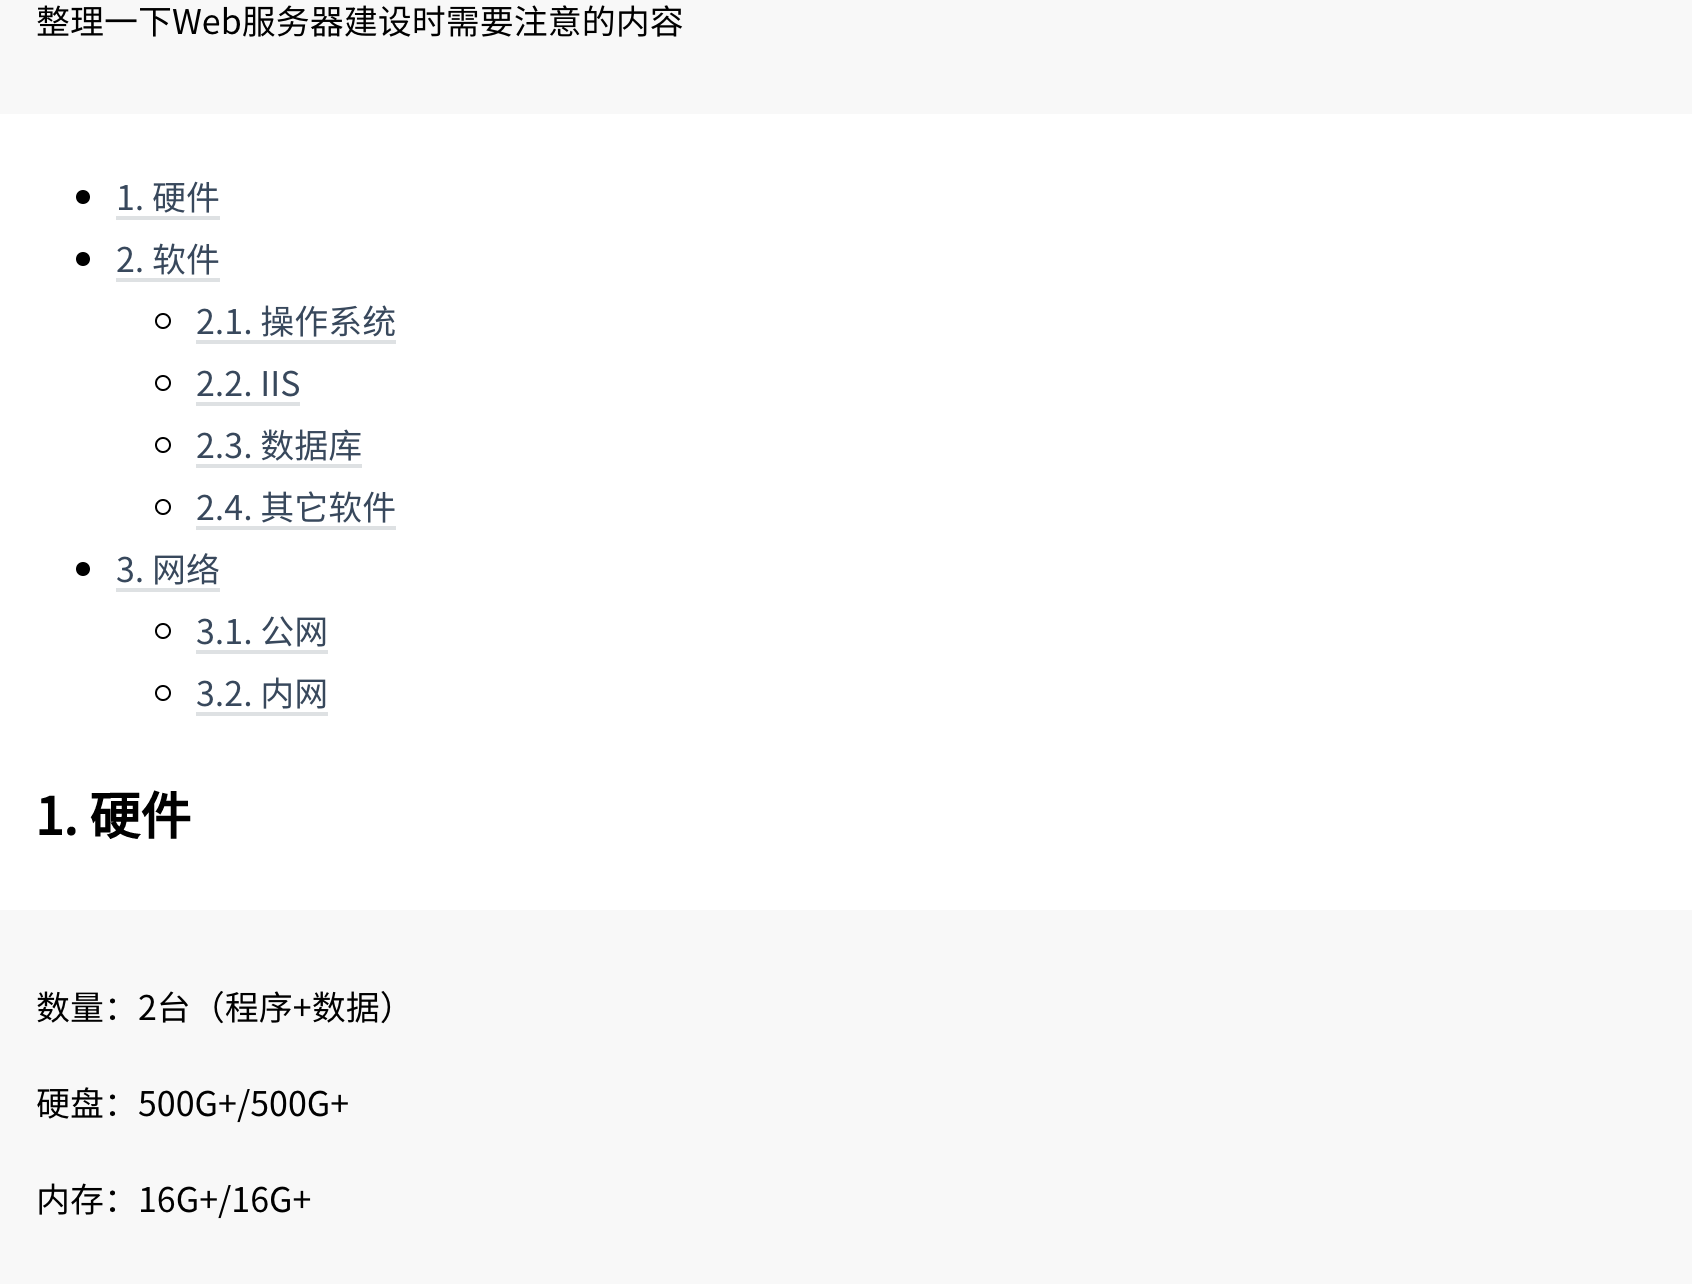 整理一下Web服务器建设时需要注意的内容
1. 硬件
2. 软件
2.1. 操作系统
2.2. IIS
2.3. 数据库
2.4. 其它软件
3. 网络
3.1. 公网
3.2. 内网
1. 硬件
数量：2台（程序+数据）
硬盘：500G+/500G+
内存：16G+/16G+